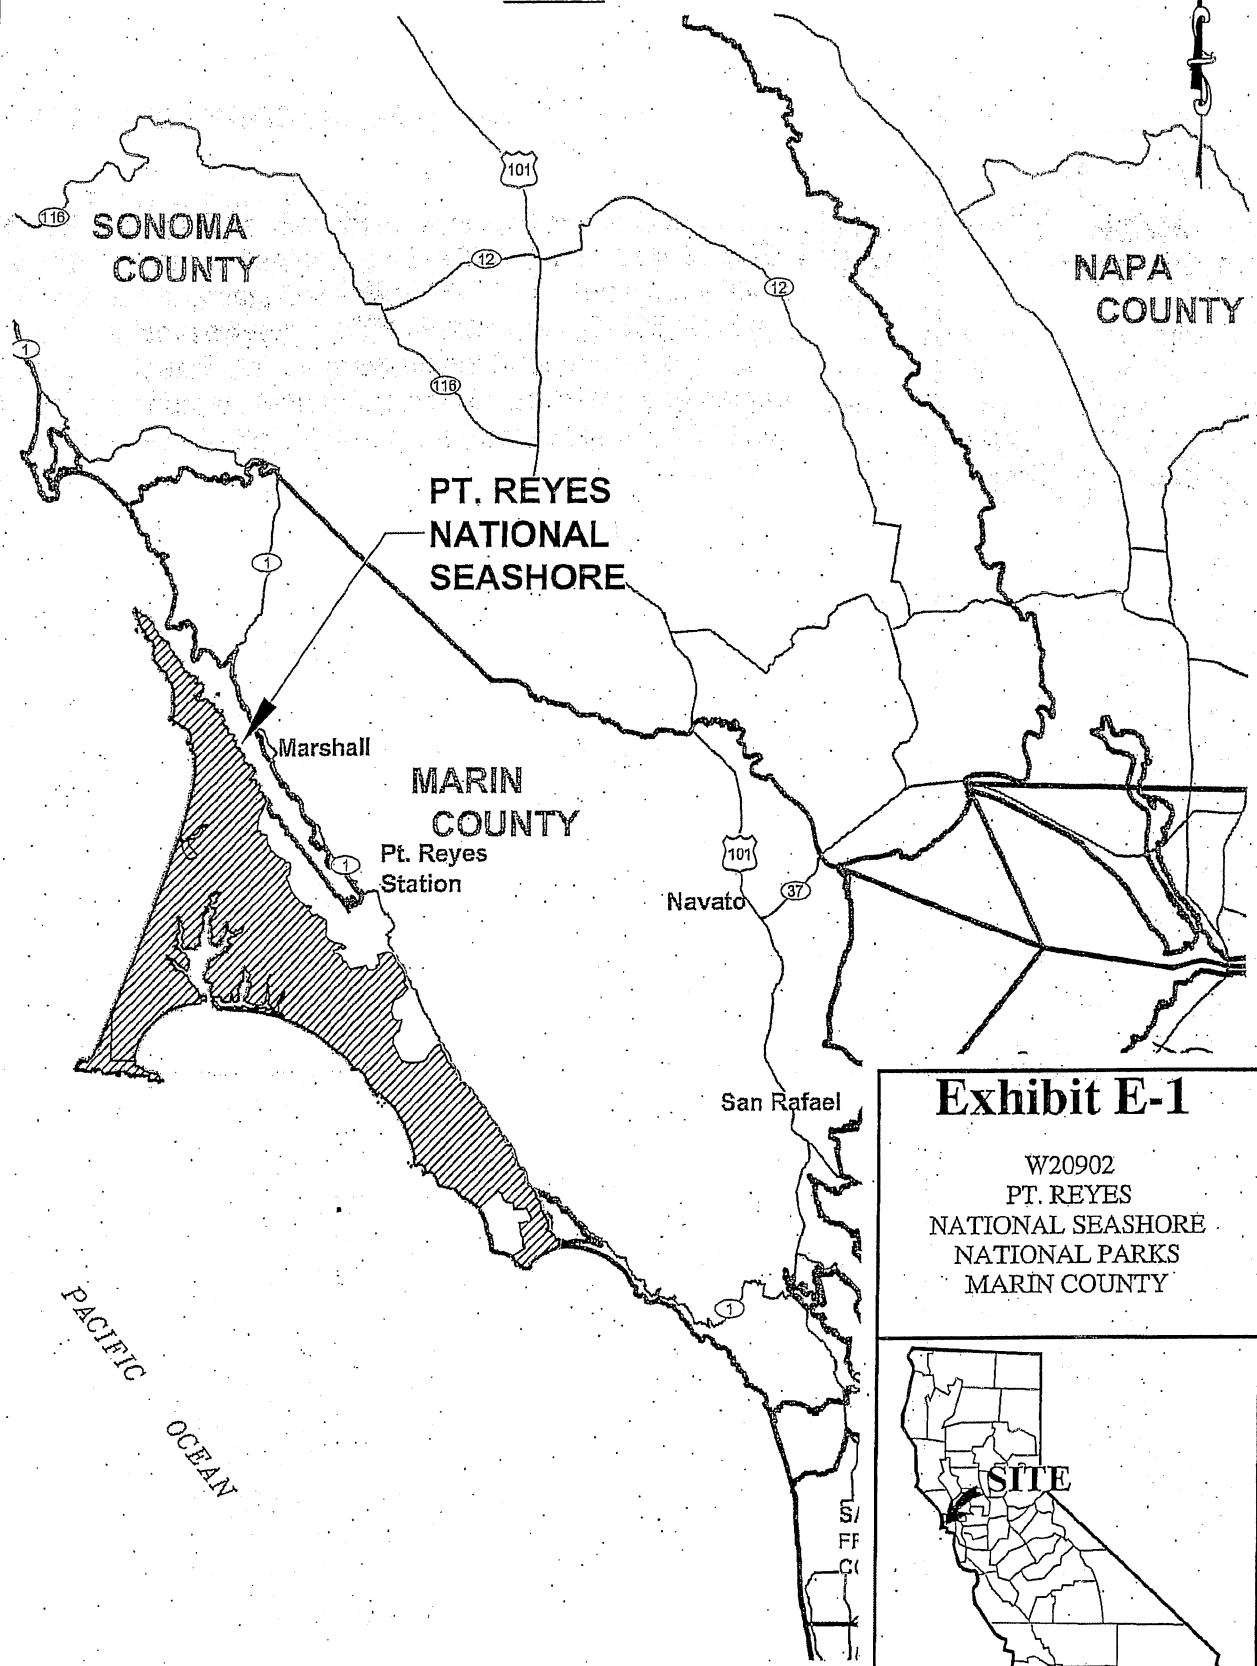 101
116
SONOMA
COUNTY
12
12
NAPA
COUNTY
1
116
PT. REYES
NATIONAL
SEASHORE
1
Marshall
MARIN
COUNTY
Pt. Reyes
Station
1
101
Navato
37
San Rafael
Exhibit E-1
W20902
PT. REYES
NATIONAL SEASHORE
NATIONAL PARKS
MARIN COUNTY
1
PACIFIC
OCEAN
SITE